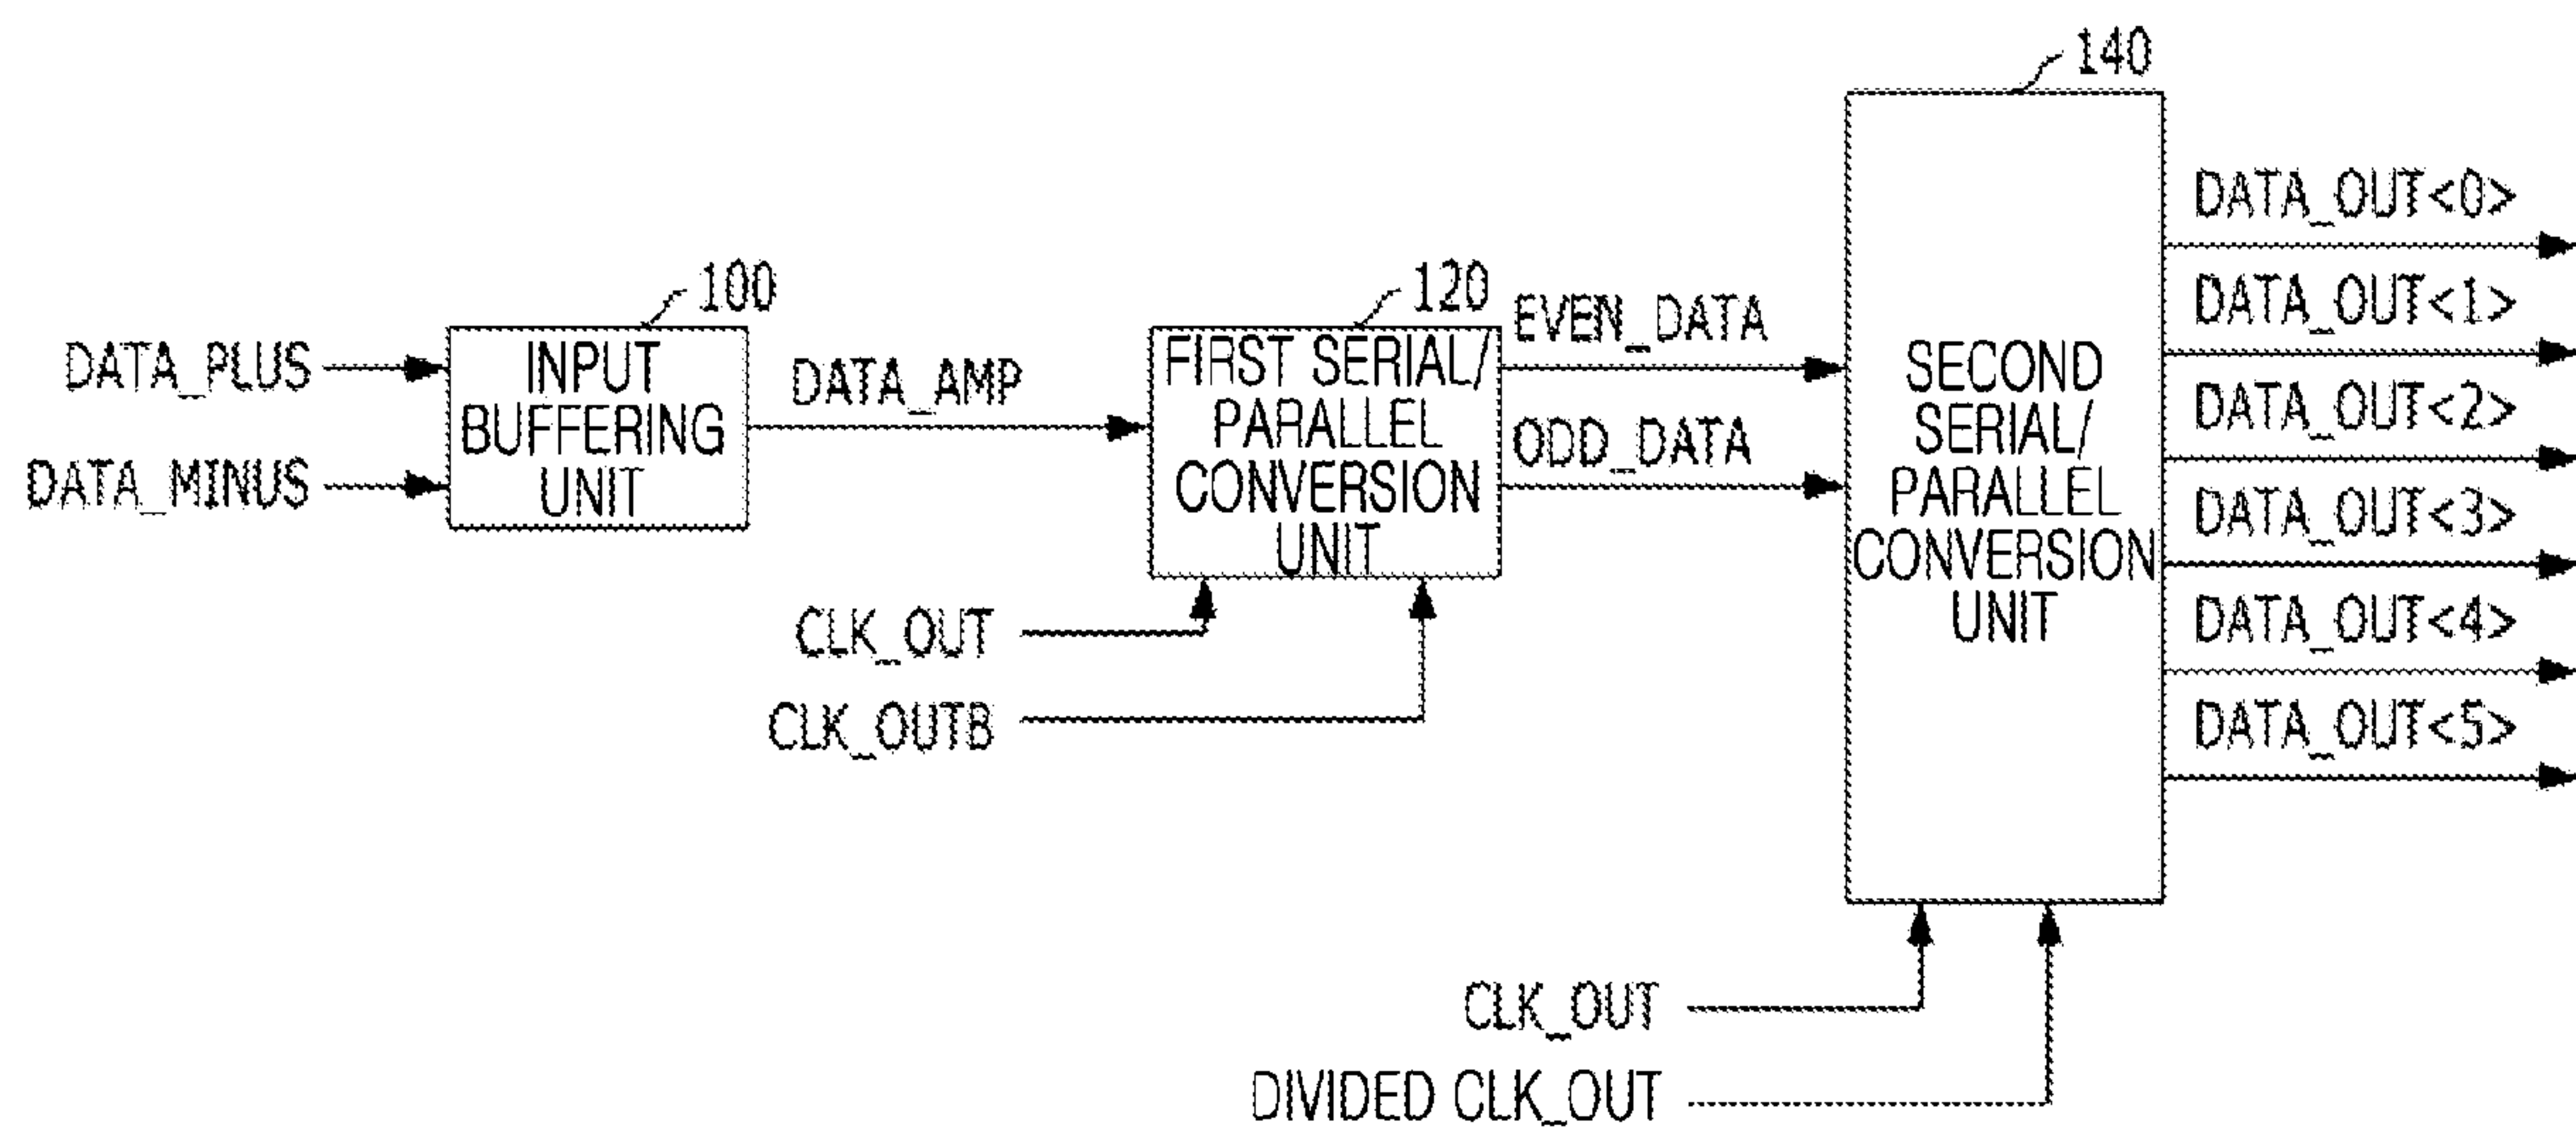 140
DATA_OUT<0>
100
120
EVEN_DATA
DATA_OUT<1>
DATA_PLUS
INPUT
BUFFERING
UNIT
DATA_AMP
FIRST SERIAL/
PARALLEL
CONVERSION
UNIT
SECOND
SERIAL/
PARALLEL
CONVERSION
UNIT
DATA_OUT<2>
DATA_MINUS
ODD_DATA
DATA_OUT<3>
CLK_OUT
DATA_OUT<4>
CLK_OUTB
DATA_OUT<5>
CLK_OUT
DIVIDED CLK_OUT